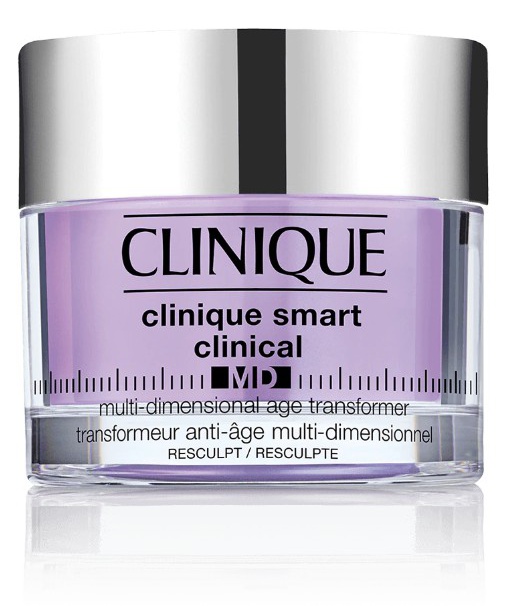 CLINIQUE
clinique smart
clinical
MD
multi-dimensional age transformer
transformeur anti-âge multi-dimensionnel
RESCULPT / RESCULPTE